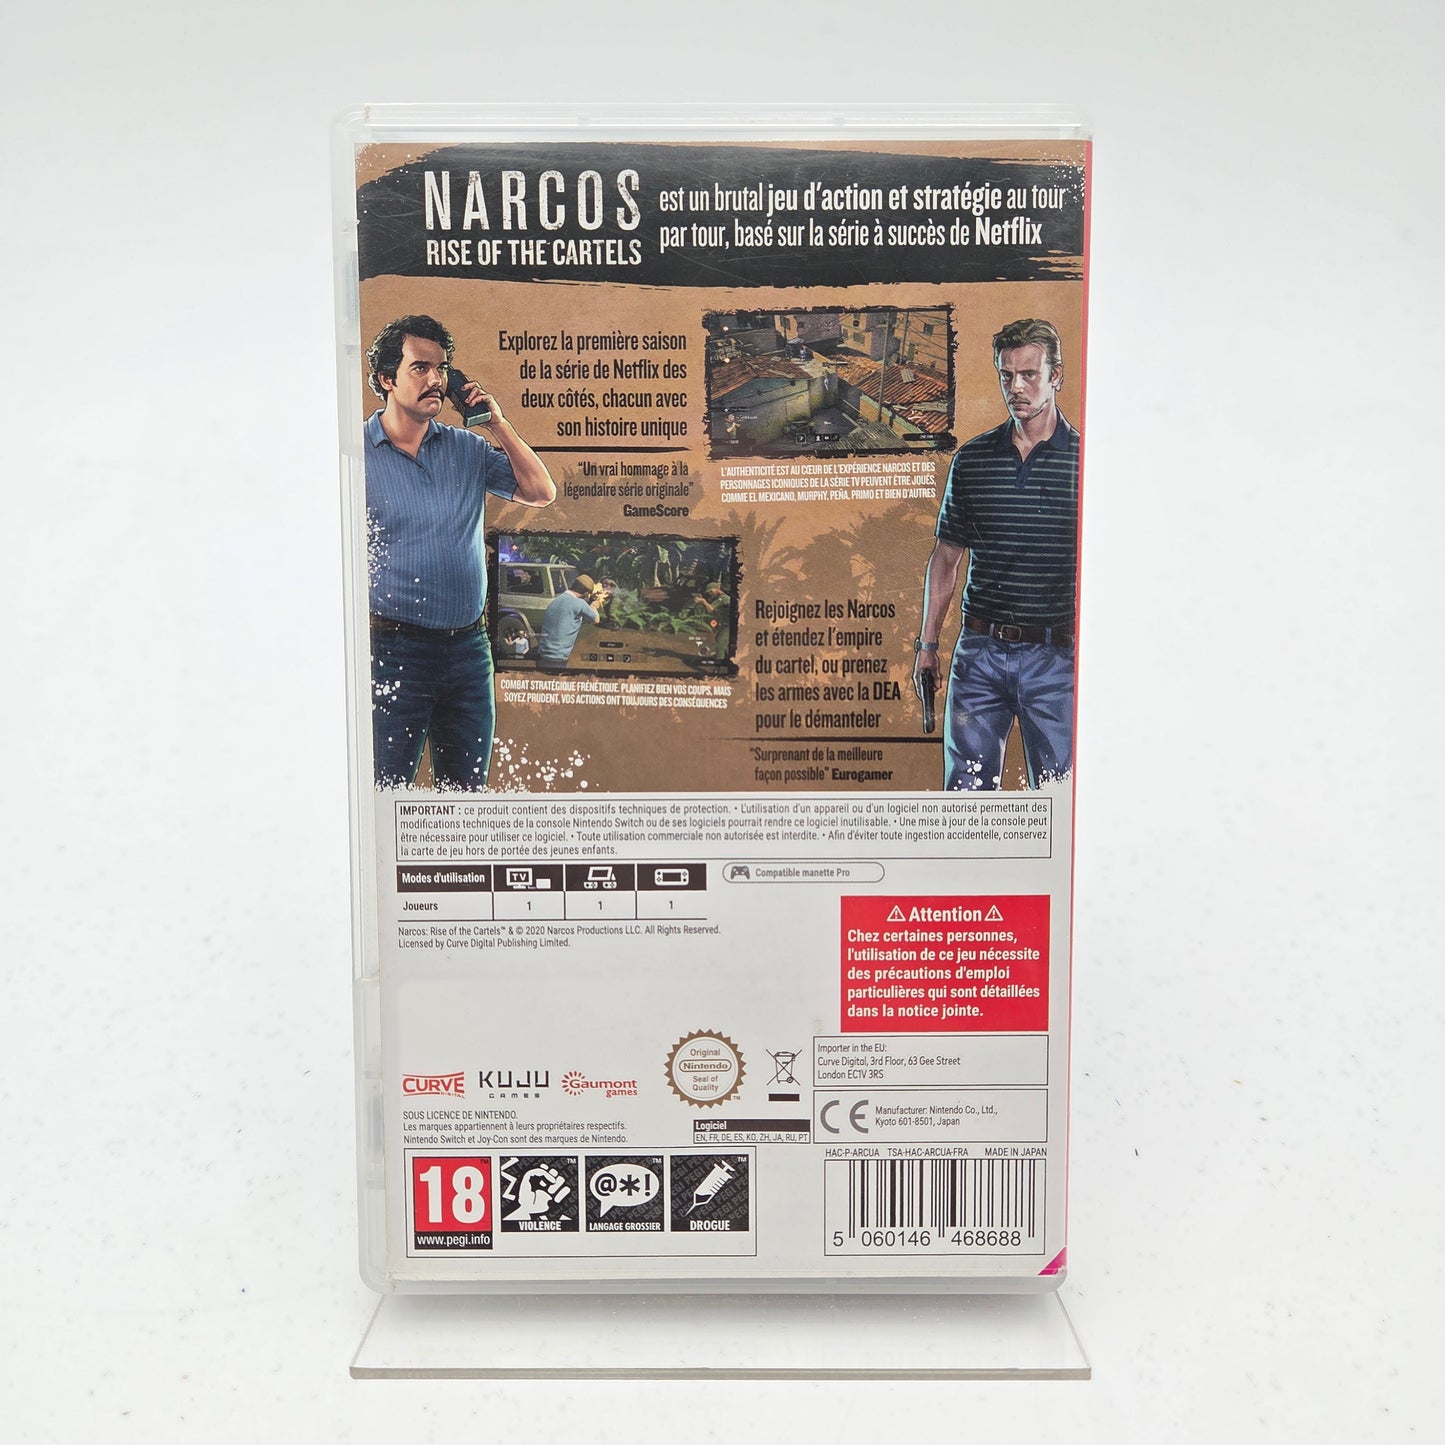 NARCOS
RISE OF THE CARTELS
est un brutal jeu d'action et stratégie au tour
par tour, basé sur la série à succès de Netflix
Explorez la première saison
de la série de Netflix des
deux côtés, chacun avec
son histoire unique
"Un vrai hommage à la
légendaire série originale"
GameScore
L'AUTHENTICITÉ EST AU CŒUR DE L'EXPÉRIENCE NARCOS ET DES
PERSONNAGES ICONIQUES DE LA SÉRIE TV PEUVENT ÊTRE JOUÉS,
COMME EL MEXICANO, MURPHY, PEÑA, PRIMO ET BIEN D'AUTRES
COMBAT STRATÉGIQUE FRÉNÉTIQUE. PLANIFIEZ BIEN VOS COUPS, MAIS
SOYEZ PRUDENT, VOS ACTIONS ONT TOUJOURS DES CONSÉQUENCES
Rejoignez les Narcos
et étendez l'empire
du cartel, ou prenez
les armes avec la DEA
pour le démanteler
"Surprenant de la meilleure
façon possible" Eurogamer
IMPORTANT : ce produit contient des dispositifs techniques de protection. • L'utilisation d'un appareil ou d'un logiciel non autorisé permettant des
modifications techniques de la console Nintendo Switch ou de ses logiciels pourrait rendre ce logiciel inutilisable. • Une mise à jour de la console peut
être nécessaire pour utiliser ce logiciel. • Toute utilisation commerciale non autorisée est interdite. • Afin d'éviter toute ingestion accidentelle, conservez
la carte de jeu hors de portée des jeunes enfants.
Modes d'utilisation TV
Compatible manette Pro
Joueurs 1 1 1
Narcos: Rise of the Cartels™ & © 2020 Narcos Productions LLC. All Rights Reserved.
Licensed by Curve Digital Publishing Limited.
⚠ Attention ⚠
Chez certaines personnes,
l'utilisation de ce jeu nécessite
des précautions d'emploi
particulières qui sont détaillées
dans la notice jointe.
CURVE
DIGITAL
KUJU
GAMES
Gaumont
games
Original
Nintendo
Seal of
Quality
™
Importer in the EU:
Curve Digital, 3rd Floor, 63 Gee Street
London EC1V 3RS
CE
Manufacturer: Nintendo Co., Ltd.,
Kyoto 601-8501, Japan
SOUS LICENCE DE NINTENDO.
Les marques appartiennent à leurs propriétaires respectifs.
Nintendo Switch et Joy-Con sont des marques de Nintendo.
Logiciel
EN, FR, DE, ES, KO, ZH, JA, RU, PT
HAC-P-ARCUA TSA-HAC-ARCUA-FRA MADE IN JAPAN
18
www.pegi.info
VIOLENCE
@*!
LANGAGE GROSSIER
DROGUE
5 060146 468688